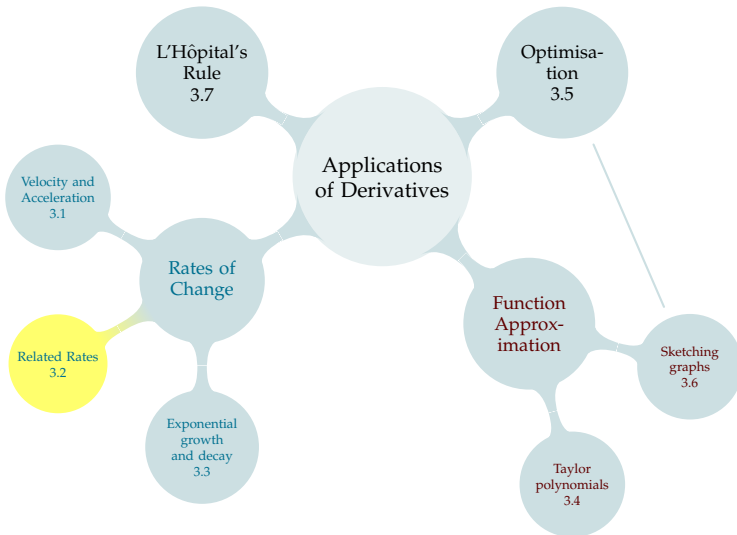 L'Hôpital's
Rule
3.7
Optimisa-
tion
3.5
Applications
of Derivatives
Velocity and
Acceleration
3.1
Rates of
Change
Function
Approx-
imation
Related Rates
3.2
Sketching
graphs
3.6
Exponential
growth
and decay
3.3
Taylor
polynomials
3.4